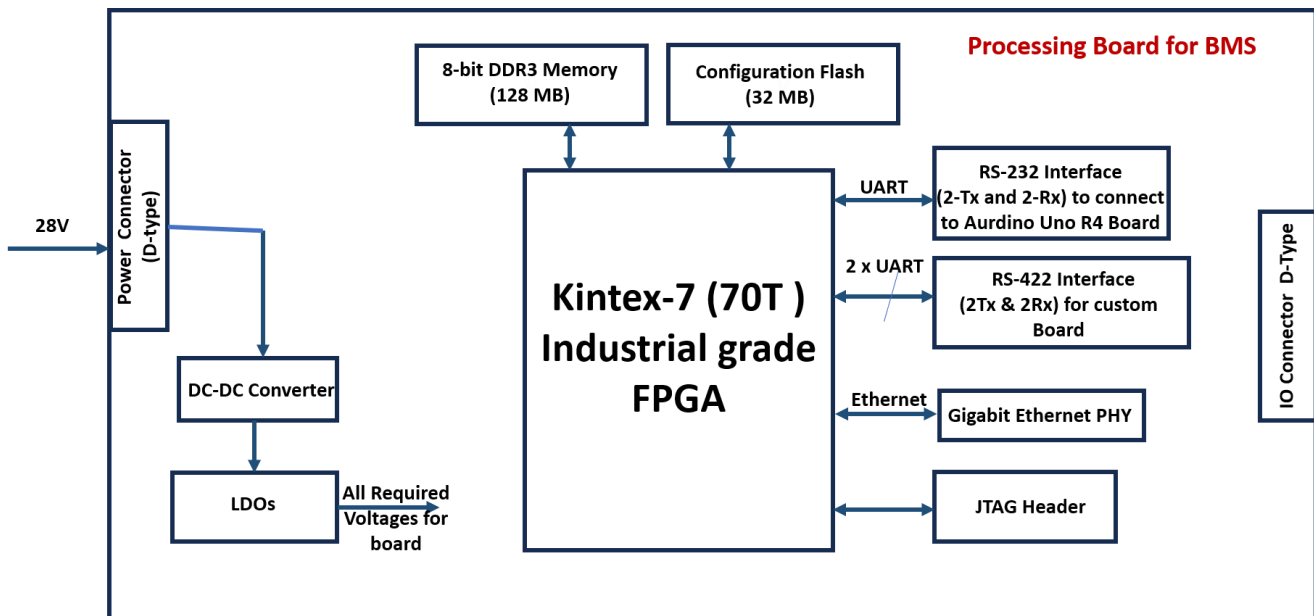 Processing Board for BMS
8-bit DDR3 Memory
(128 MB)
Configuration Flash
(32 MB)
Power Connector
(D-type)
28V
UART
RS-232 Interface
(2-Tx and 2-Rx) to connect
to Aurdino Uno R4 Board
2 x UART
RS-422 Interface
(2Tx & 2Rx) for custom
Board
Kintex-7 (70T )
Industrial grade
FPGA
IO Connector D-Type
DC-DC Converter
Ethernet
Gigabit Ethernet PHY
LDOs
All Required
Voltages for
board
JTAG Header